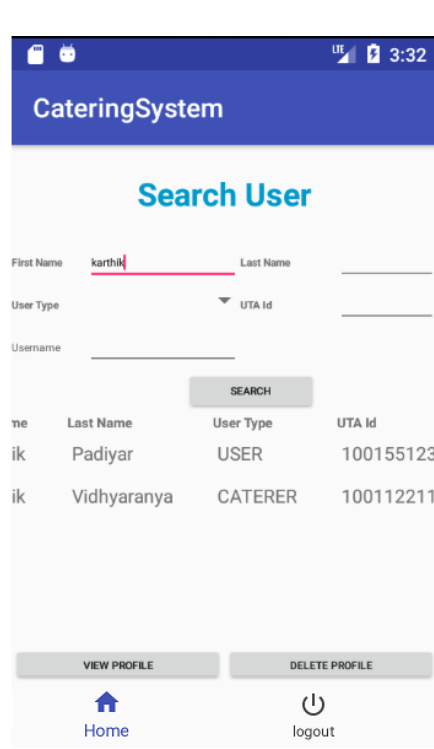 3:32
CateringSystem
Search User
First Name karthik Last Name
User Type UTA Id
Username
SEARCH
me Last Name User Type UTA Id
ik Padiyar USER 100155123
ik Vidhyaranya CATERER 100112211
VIEW PROFILE DELETE PROFILE
Home logout